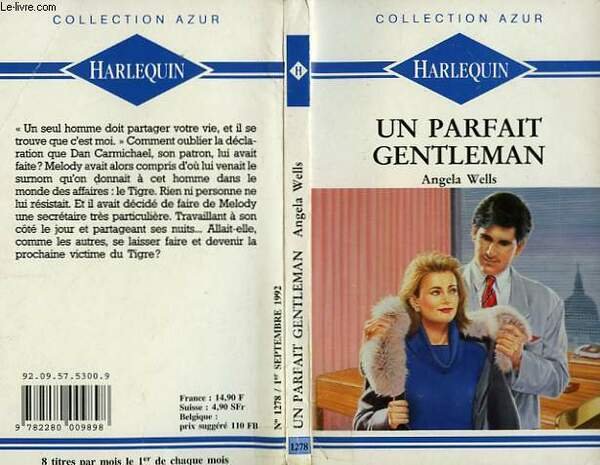 Le-livre.com
COLLECTION AZUR
HARLEQUIN
« Un seul homme doit partager votre vie, et il se
trouve que c'est moi. » Comment oublier la décla-
ration que Dan Carmichael, son patron, lui avait
faite ? Melody avait alors compris d'où lui venait le
surnom qu'on donnait à cet homme dans le
monde des affaires : le Tigre. Rien ni personne ne
lui résistait. Et il avait décidé de faire de Melody
une secrétaire très particulière. Travaillant à son
côté le jour et partageant ses nuits... Allait-elle,
comme les autres, se laisser faire et devenir la
prochaine victime du Tigre ?
92.09.57.5300.9
9 782280 009898
France : 14,90 F
Suisse : 4,90 SFr
Belgique :
prix suggéré 110 FB
8 titres par mois le 1er de chaque mois
H
Angela Wells
UN PARFAIT GENTLEMAN
N° 1278 / 1er SEPTEMBRE 1992
1278
COLLECTION AZUR
HARLEQUIN
UN PARFAIT
GENTLEMAN
Angela Wells